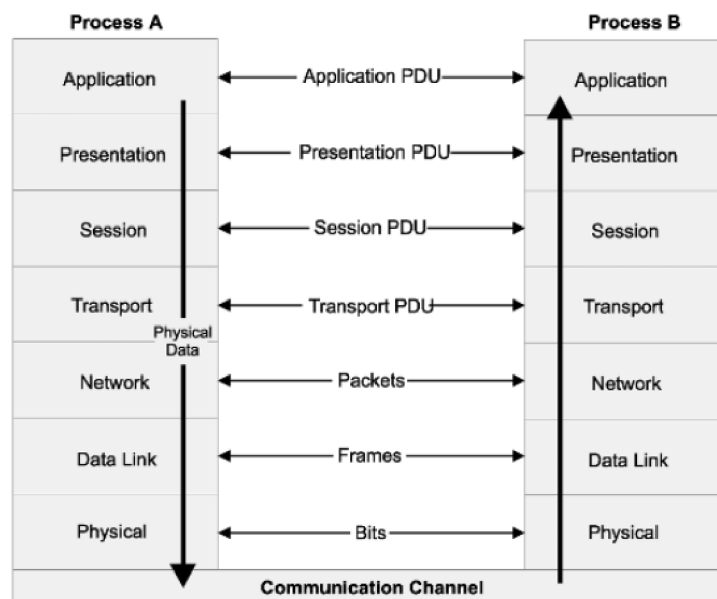 Process A
Process B
Application
Application PDU
Application
Presentation
Presentation PDU
Presentation
Session
Session PDU
Session
Transport
Transport PDU
Transport
Physical
Data
Network
Packets
Network
Data Link
Frames
Data Link
Physical
Bits
Physical
Communication Channel